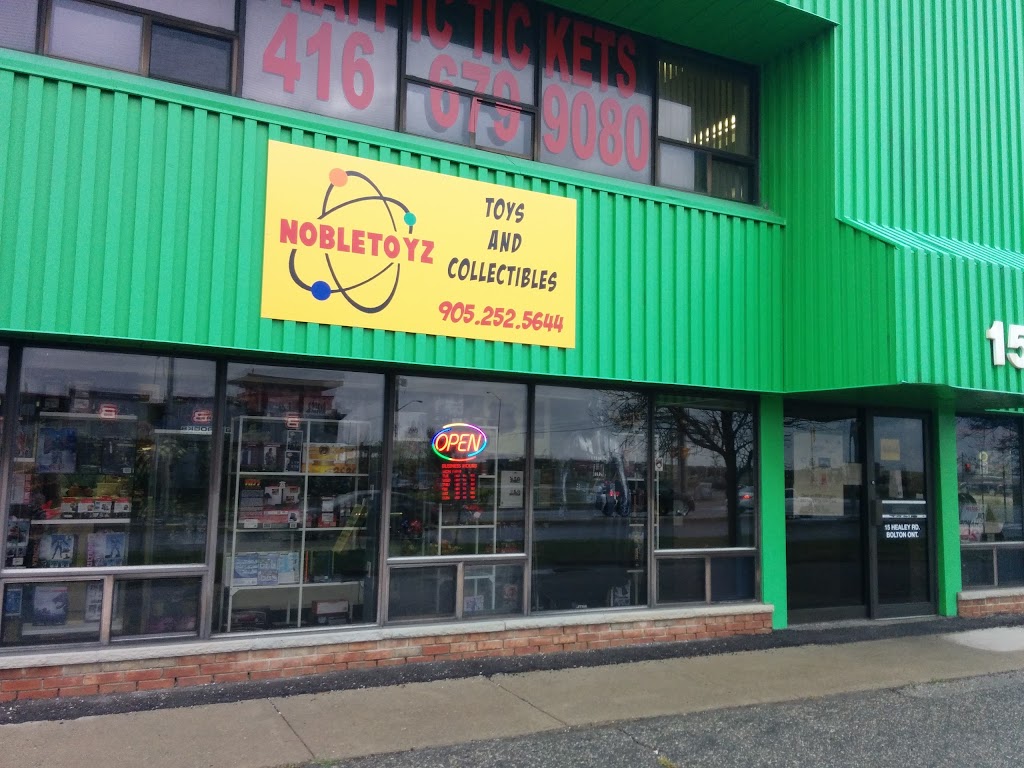 TRAFFIC TICKETS
416 679 9080
NOBLETOYZ
TOYS
AND
COLLECTIBLES
905.252.5644
15
OPEN
15 HEALEY RD.
BOLTON ONT.